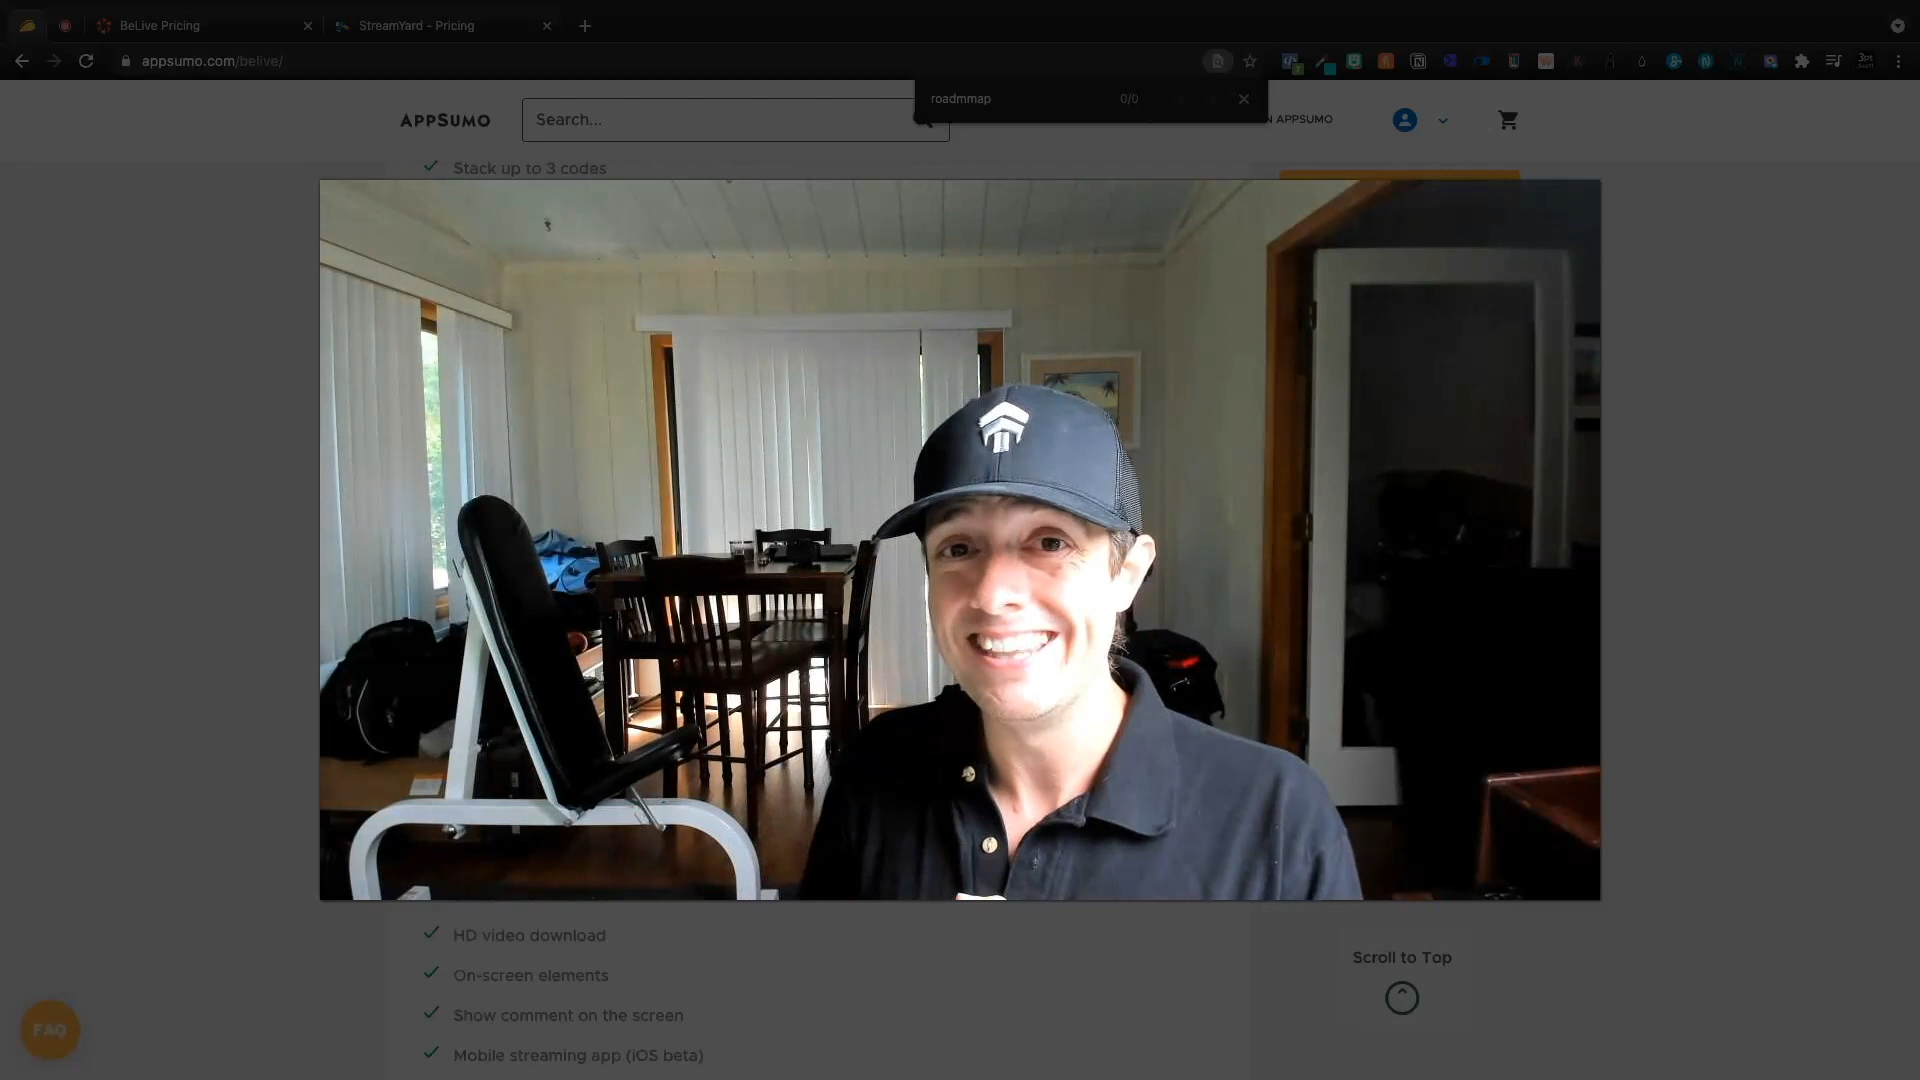 BeLive Pricing
StreamYard - Pricing
appsumo.com/belive/
roadmmap
0/0
APPSUMO
Search...
N APPSUMO
Stack up to 3 codes
HD video download
On-screen elements
Show comment on the screen
Mobile streaming app (iOS beta)
Scroll to Top
FAQ